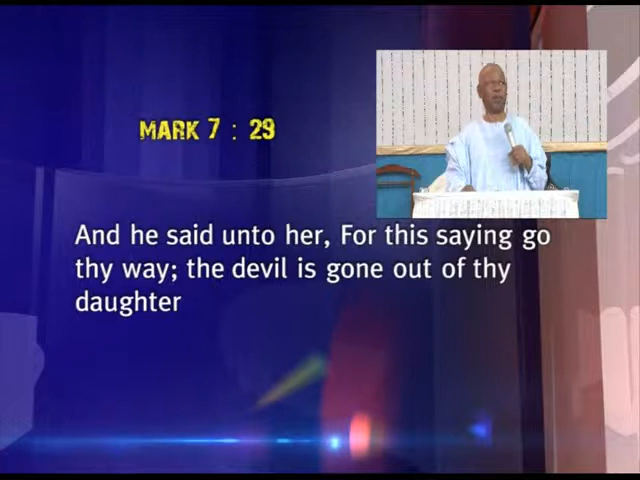 MARK 7 : 29
And he said unto her, For this saying go
thy way; the devil is gone out of thy
daughter